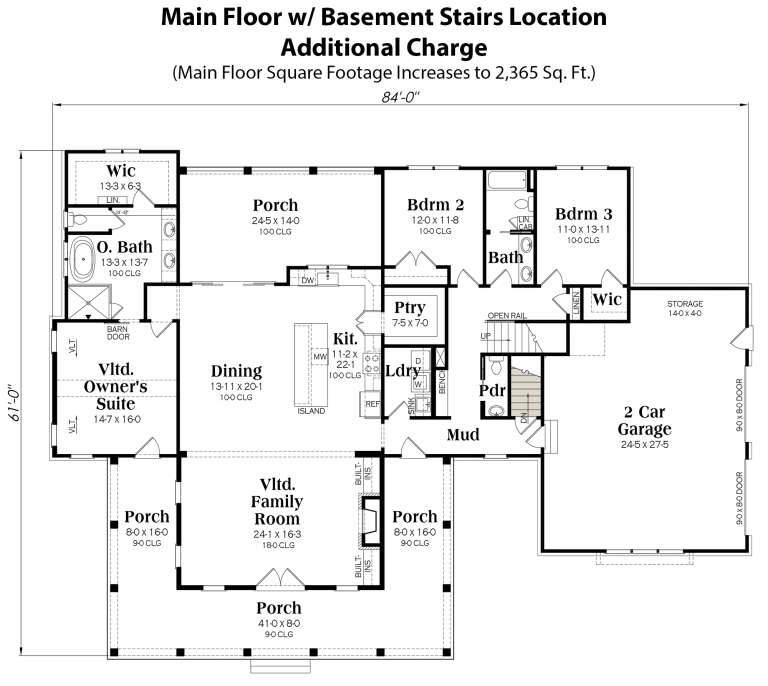 Main Floor w/ Basement Stairs Location
Additional Charge
(Main Floor Square Footage Increases to 2,365 Sq. Ft.)
84'-0"
61'-0"
Wic
13-3 x 6-3
LIN.
O. Bath
13-3 x 13-7
10-0 CLG
BARN
DOOR
VLT
Vltd.
Owner's
Suite
14-7 x 16-0
VLT
Porch
24-5 x 14-0
10-0 CLG
Dining
13-11 x 20-1
10-0 CLG
DW
Kit.
11-2 x
22-1
10-0 CLG
MW
ISLAND
REF
Ptry
7-5 x 7-0
Ldry
D
W
SINK
BENCH
Bdrm 2
12-0 x 11-8
10-0 CLG
LIN
CAB
Bath
Bdrm 3
11-0 x 13-11
10-0 CLG
LINEN
Wic
OPEN RAIL
UP
Pdr
DN
Mud
STORAGE
14-0 x 4-0
2 Car
Garage
24-5 x 27-5
9-0 x 8-0 DOOR
9-0 x 8-0 DOOR
Vltd.
Family
Room
24-1 x 16-3
18-0 CLG
BUILT-
INS
BUILT-
INS
Porch
8-0 x 16-0
9-0 CLG
Porch
8-0 x 16-0
9-0 CLG
Porch
41-0 x 8-0
9-0 CLG